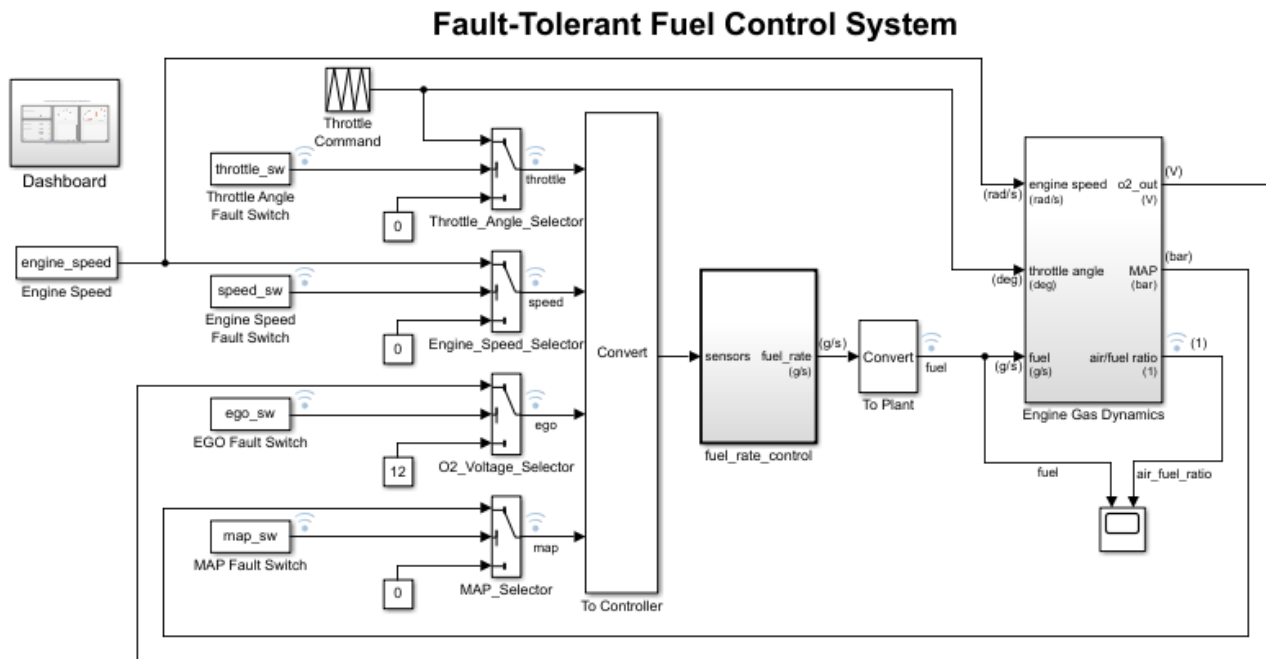 Fault-Tolerant Fuel Control System
Dashboard
Throttle
Command
throttle_sw
Throttle Angle
Fault Switch
0
throttle
Throttle_Angle_Selector
engine_speed
Engine Speed
speed_sw
Engine Speed
Fault Switch
0
speed
Engine_Speed_Selector
ego_sw
EGO Fault Switch
12
ego
O2_Voltage_Selector
map_sw
MAP Fault Switch
0
map
MAP_Selector
Convert
To Controller
sensors
fuel_rate
(g/s)
fuel_rate_control
(g/s)
Convert
To Plant
fuel
(rad/s)
engine speed
(rad/s)
(deg)
throttle angle
(deg)
(g/s)
fuel
(g/s)
o2_out
(V)
(V)
MAP
(bar)
(bar)
air/fuel ratio
(1)
(1)
Engine Gas Dynamics
fuel
air_fuel_ratio